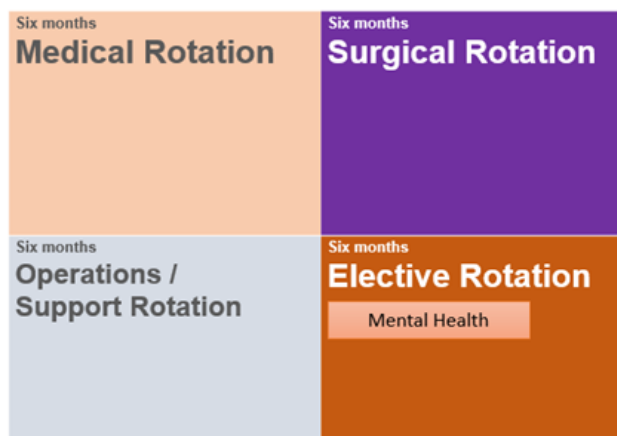 Six months
Medical Rotation
Six months
Surgical Rotation
Six months
Operations /
Support Rotation
Six months
Elective Rotation
Mental Health